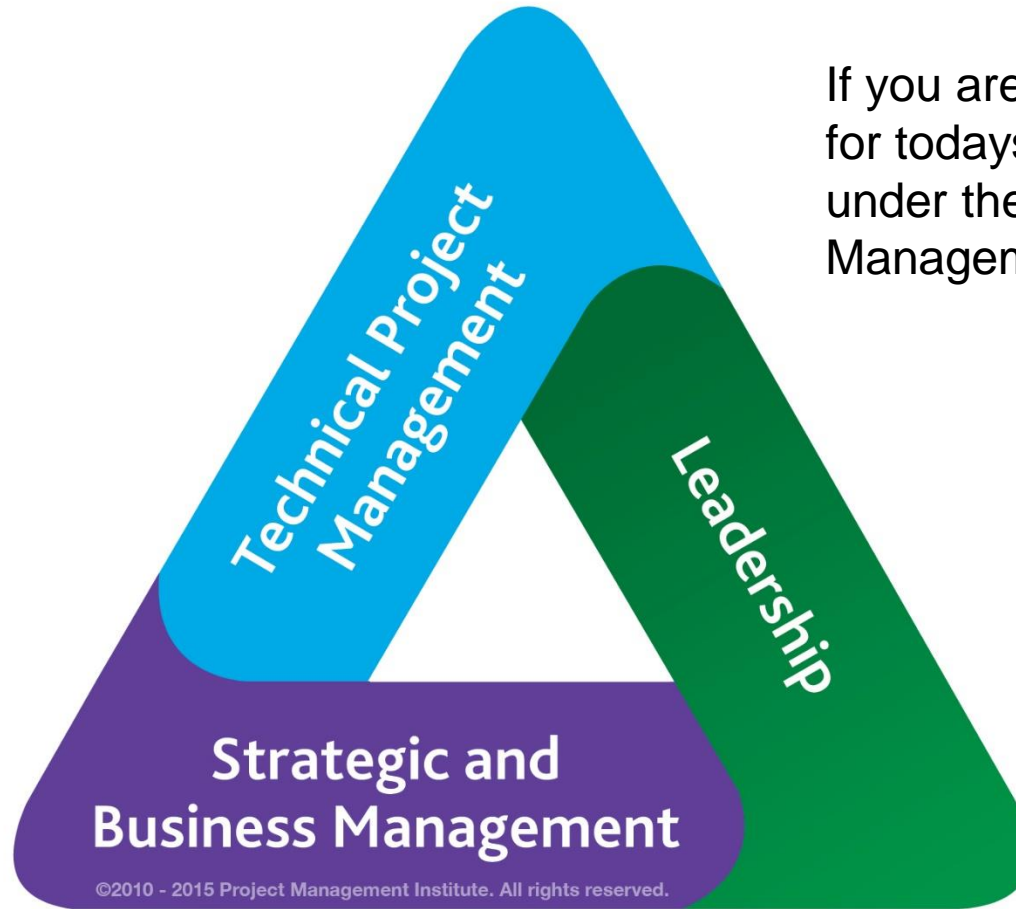 If you are
for todays
under the
Technical Project
Management
Leadership
Strategic and
Business Management
©2010 - 2015 Project Management Institute. All rights reserved.